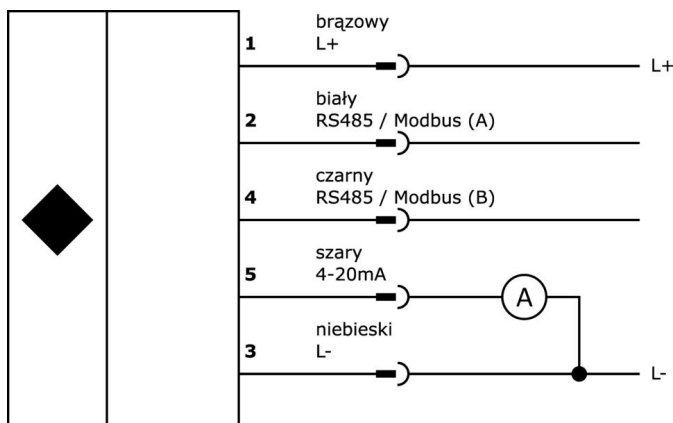 brązowy
1 L+
L+
biały
2 RS485 / Modbus (A)
czarny
4 RS485 / Modbus (B)
szary
5 4-20mA
A
niebieski
3 L-
L-